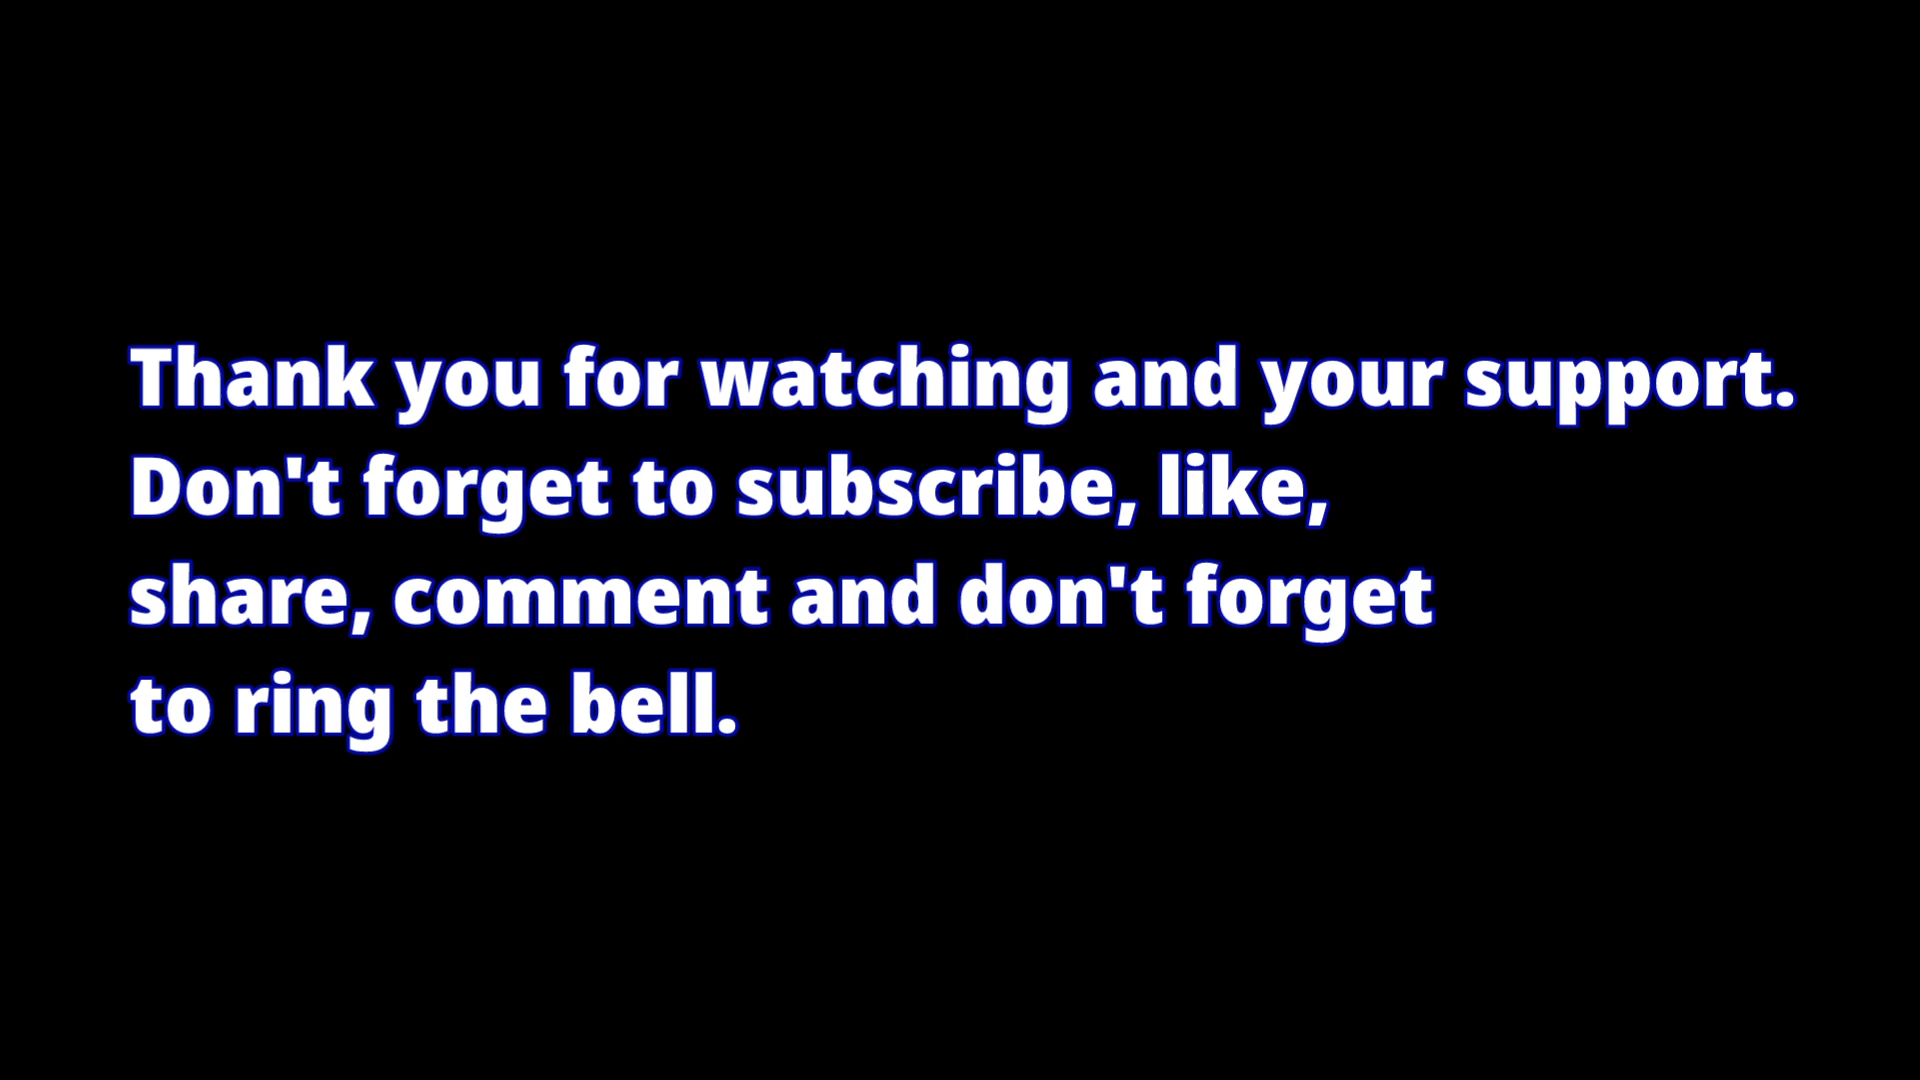 Thank you for watching and your support.
Don't forget to subscribe, like,
share, comment and don't forget
to ring the bell.